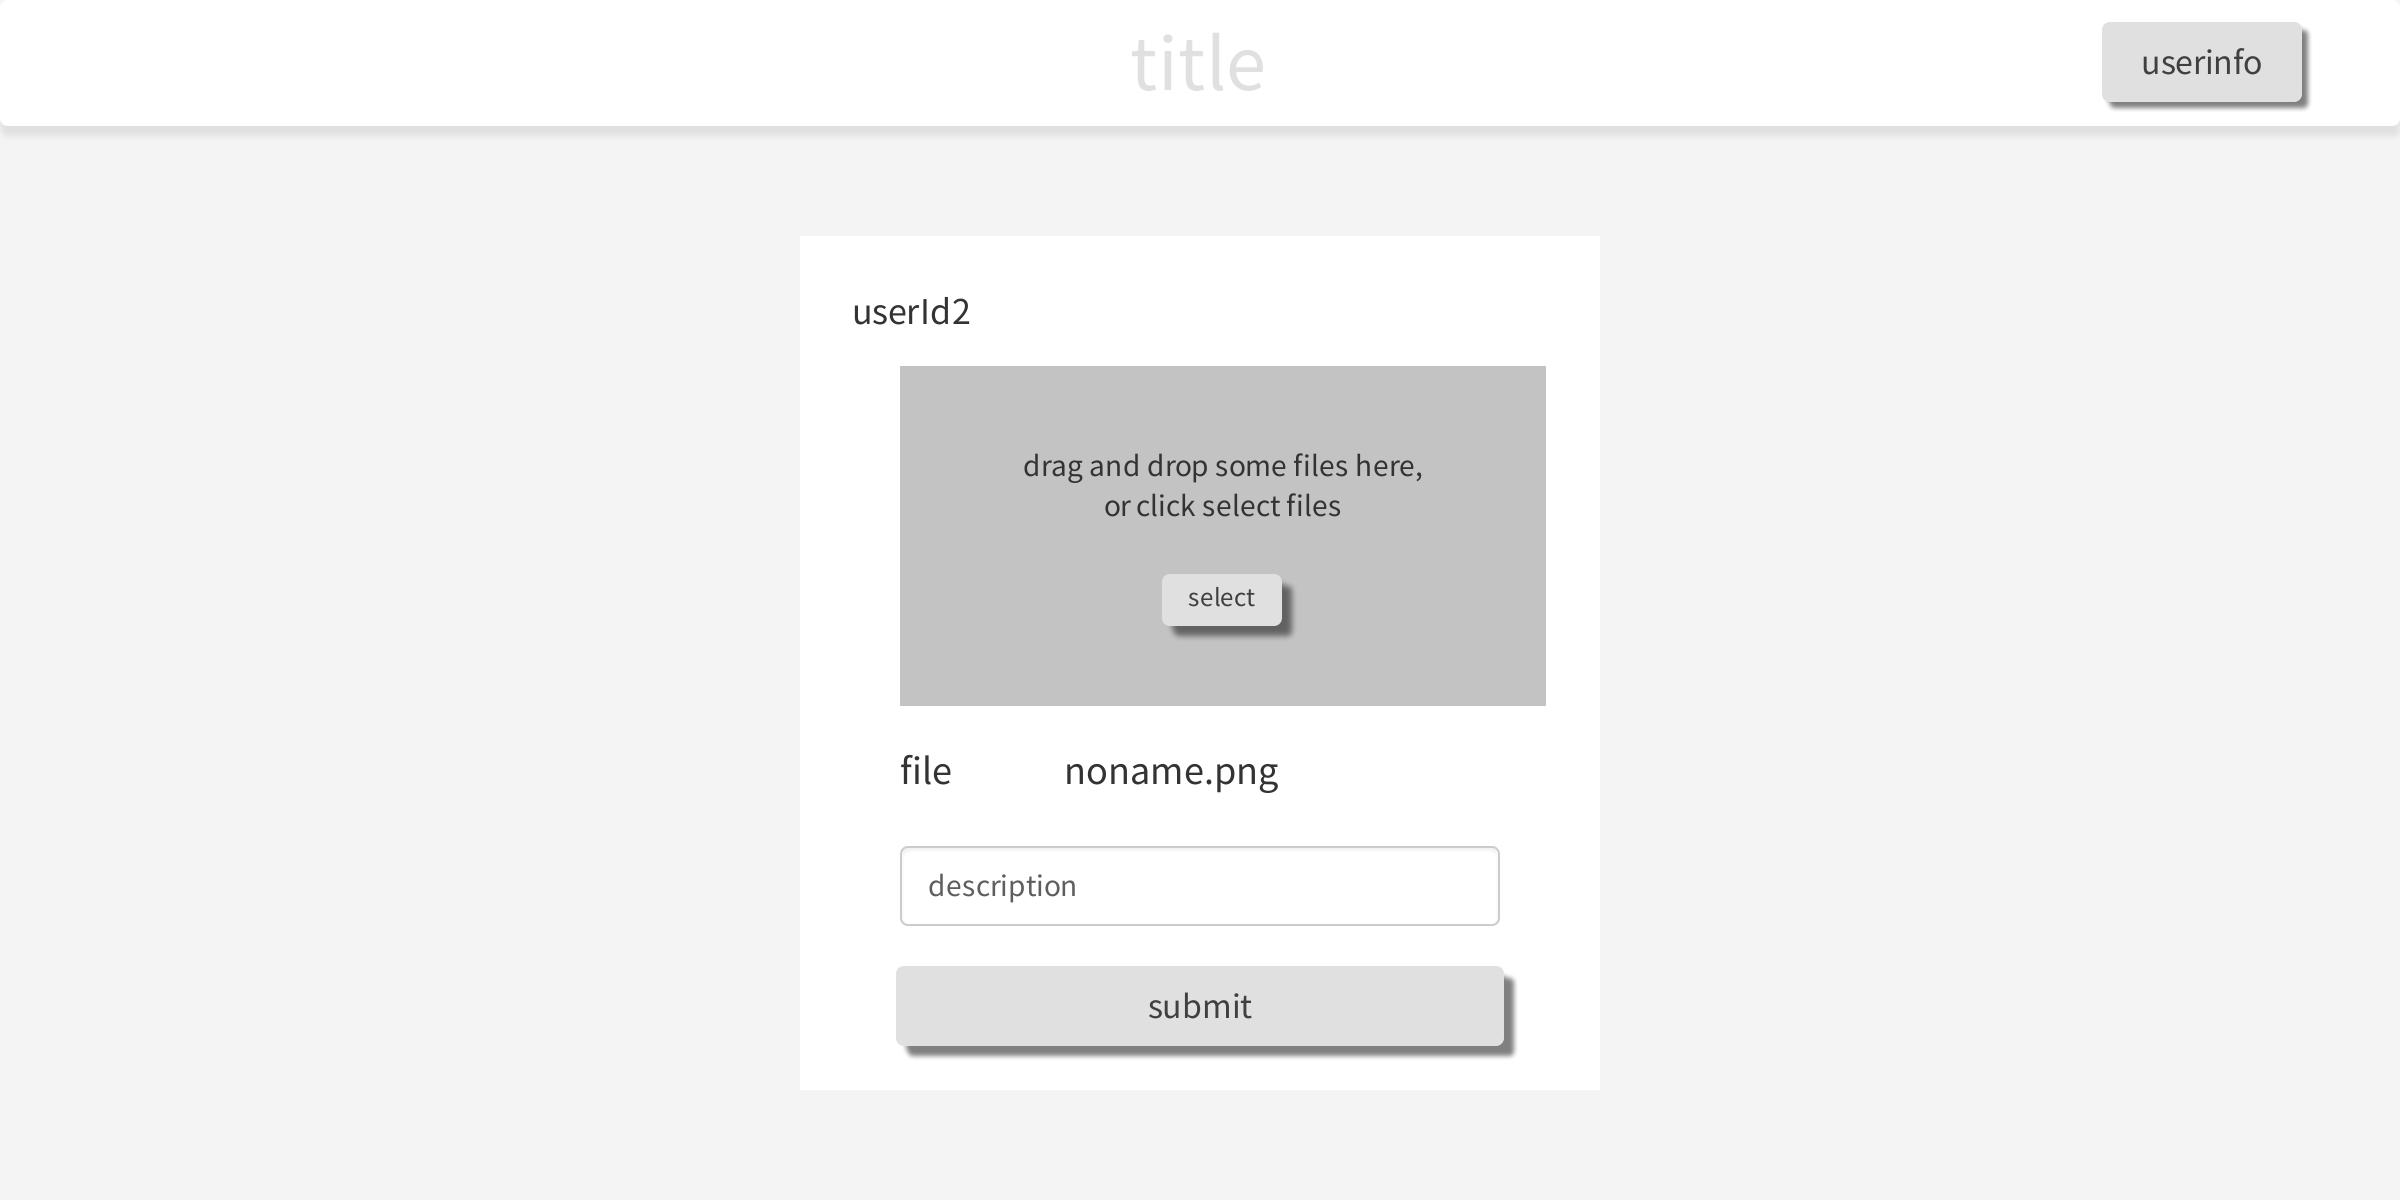 title
userinfo
userId2
drag and drop some files here,
or click select files
select
file noname.png
description
submit